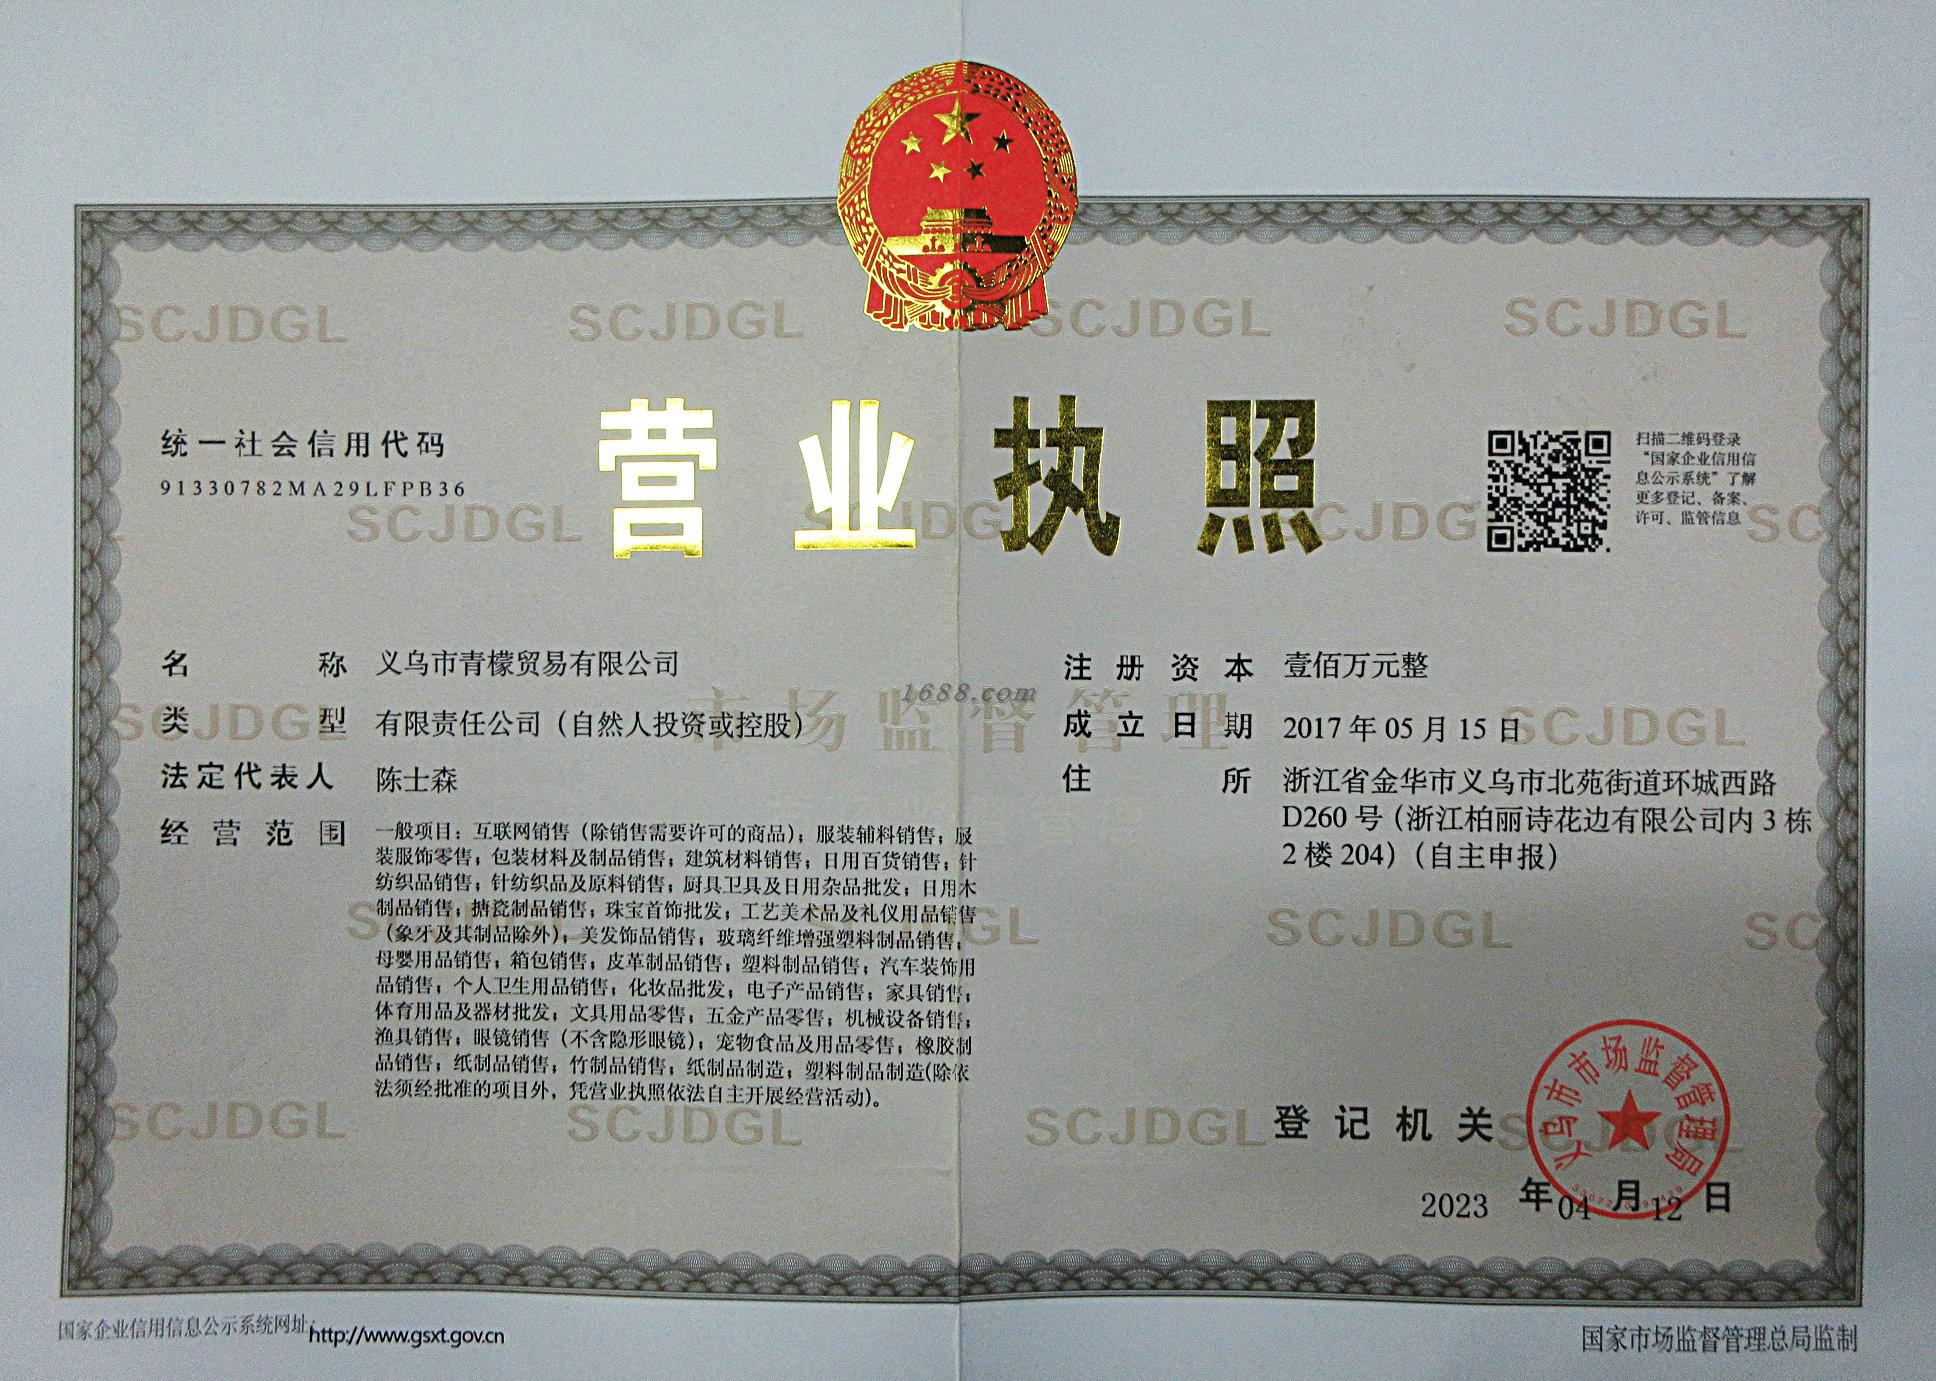 营业执照
统一社会信用代码
91330782MA29LFPB36
扫描二维码登录
“国家企业信用信
息公示系统”了解
更多登记、备案、
许可、监管信息
名称 义乌市青檬贸易有限公司
类型 有限责任公司（自然人投资或控股）
法定代表人 陈士森
经营范围 一般项目：互联网销售（除销售需要许可的商品）；服装辅料销售；服
装服饰零售；包装材料及制品销售；建筑材料销售；日用百货销售；针
纺织品销售；针纺织品及原料销售；厨具卫具及日用杂品批发；日用木
制品销售；搪瓷制品销售；珠宝首饰批发；工艺美术品及礼仪用品销售
（象牙及其制品除外）；美发饰品销售；玻璃纤维增强塑料制品销售；
母婴用品销售；箱包销售；皮革制品销售；塑料制品销售；汽车装饰用
品销售；个人卫生用品销售；化妆品批发；电子产品销售；家具销售；
体育用品及器材批发；文具用品零售；五金产品零售；机械设备销售；
渔具销售；眼镜销售（不含隐形眼镜）；宠物食品及用品零售；橡胶制
品销售；纸制品销售；竹制品销售；纸制品制造；塑料制品制造(除依
法须经批准的项目外，凭营业执照依法自主开展经营活动)。
注册资本 壹佰万元整
成立日期 2017年05月15日
住所 浙江省金华市义乌市北苑街道环城西路
D260号（浙江柏丽诗花边有限公司内3栋
2楼204）（自主申报）
1688.com
市场监督管理
SCJDGL
登记机关
义乌市市场监督管理局
2023年04月12日
国家企业信用信息公示系统网址：http://www.gsxt.gov.cn
国家市场监督管理总局监制